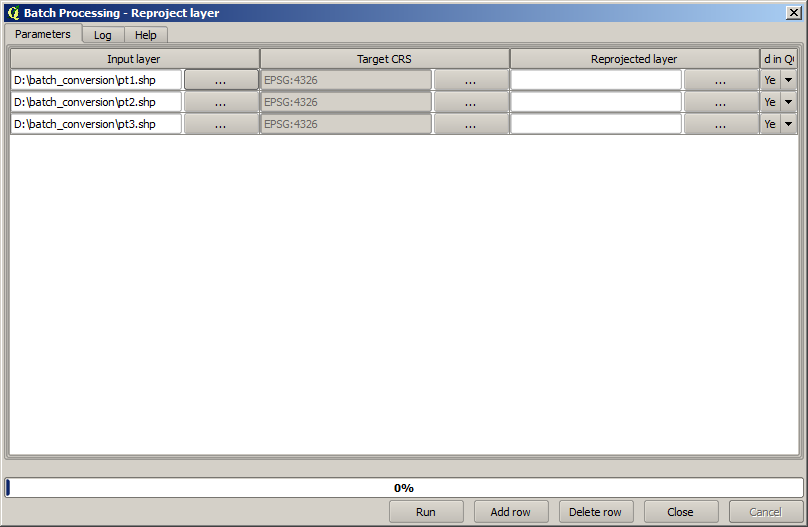 Batch Processing - Reproject layer
Parameters Log Help
Input layer Target CRS Reprojected layer d in Q
D:\batch_conversion\pt1.shp ... EPSG:4326 ... ... Ye
D:\batch_conversion\pt2.shp ... EPSG:4326 ... ... Ye
D:\batch_conversion\pt3.shp ... EPSG:4326 ... ... Ye
0%
Run Add row Delete row Close Cancel